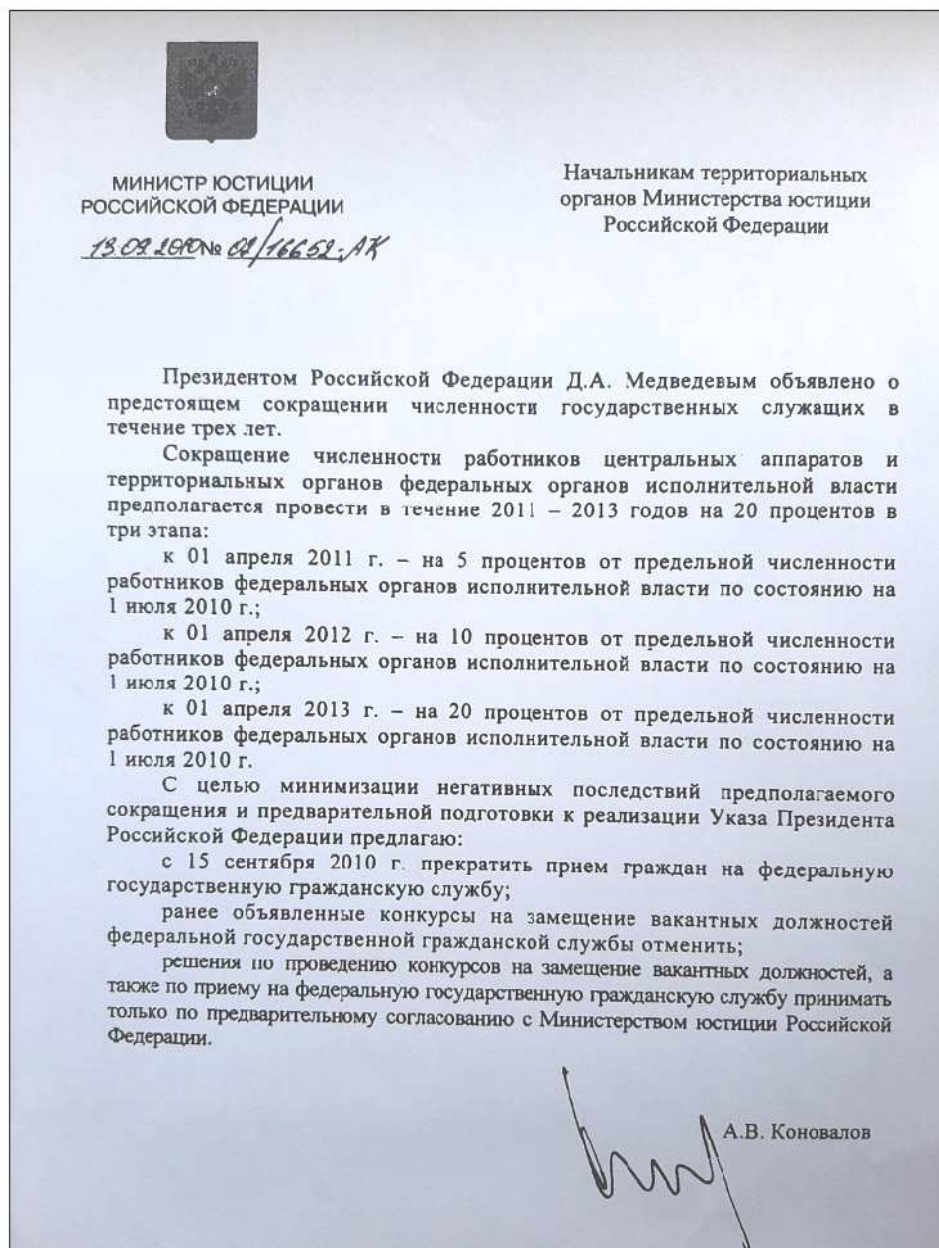 МИНИСТР ЮСТИЦИИ
РОССИЙСКОЙ ФЕДЕРАЦИИ
13.09.2010 № 02/16652-АК
Начальникам территориальных
органов Министерства юстиции
Российской Федерации
Президентом Российской Федерации Д.А. Медведевым объявлено о
предстоящем сокращении численности государственных служащих в
течение трех лет.
Сокращение численности работников центральных аппаратов и
территориальных органов федеральных органов исполнительной власти
предполагается провести в течение 2011 – 2013 годов на 20 процентов в
три этапа:
к 01 апреля 2011 г. – на 5 процентов от предельной численности
работников федеральных органов исполнительной власти по состоянию на
1 июля 2010 г.;
к 01 апреля 2012 г. – на 10 процентов от предельной численности
работников федеральных органов исполнительной власти по состоянию на
1 июля 2010 г.;
к 01 апреля 2013 г. – на 20 процентов от предельной численности
работников федеральных органов исполнительной власти по состоянию на
1 июля 2010 г.
С целью минимизации негативных последствий предполагаемого
сокращения и предварительной подготовки к реализации Указа Президента
Российской Федерации предлагаю:
с 15 сентября 2010 г. прекратить прием граждан на федеральную
государственную гражданскую службу;
ранее объявленные конкурсы на замещение вакантных должностей
федеральной государственной гражданской службы отменить;
решения по проведению конкурсов на замещение вакантных должностей, а
также по приему на федеральную государственную гражданскую службу принимать
только по предварительному согласованию с Министерством юстиции Российской
Федерации.
А.В. Коновалов